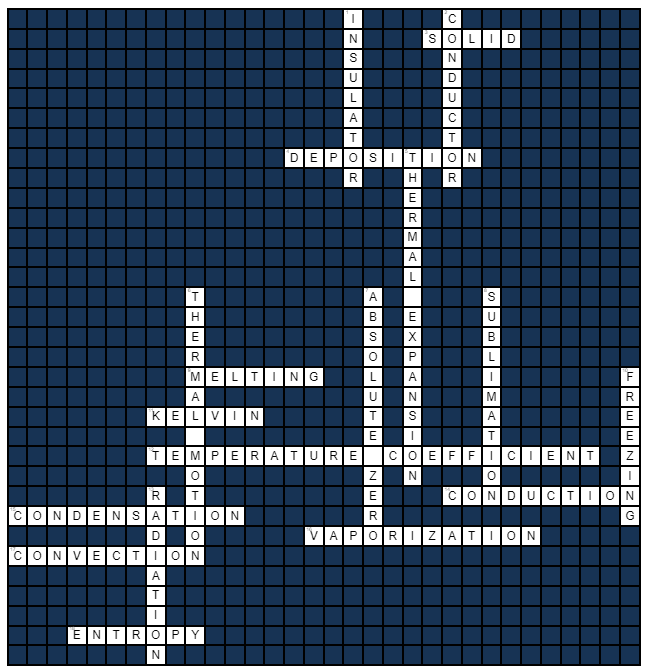 INSULATOR
CONDUCTOR
SOLID
DEPOSITION
THERMAL EXPANSION
THERMAL MOTION
ABSOLUTE ZERO
SUBLIMATION
MELTING
FREEZING
KELVIN
TEMPERATURE COEFFICIENT
RADIATION
CONDUCTION
CONDENSATION
VAPORIZATION
CONVECTION
ENTROPY